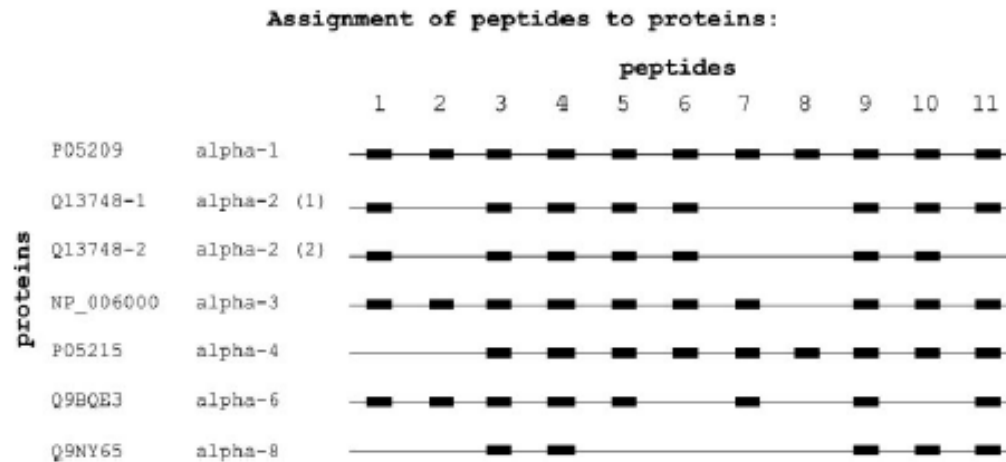 Assignment of peptides to proteins:
peptides
1 2 3 4 5 6 7 8 9 10 11
proteins
P05209 alpha-1
Q13748-1 alpha-2 (1)
Q13748-2 alpha-2 (2)
NP_006000 alpha-3
P05215 alpha-4
Q9BQE3 alpha-6
Q9NY65 alpha-8